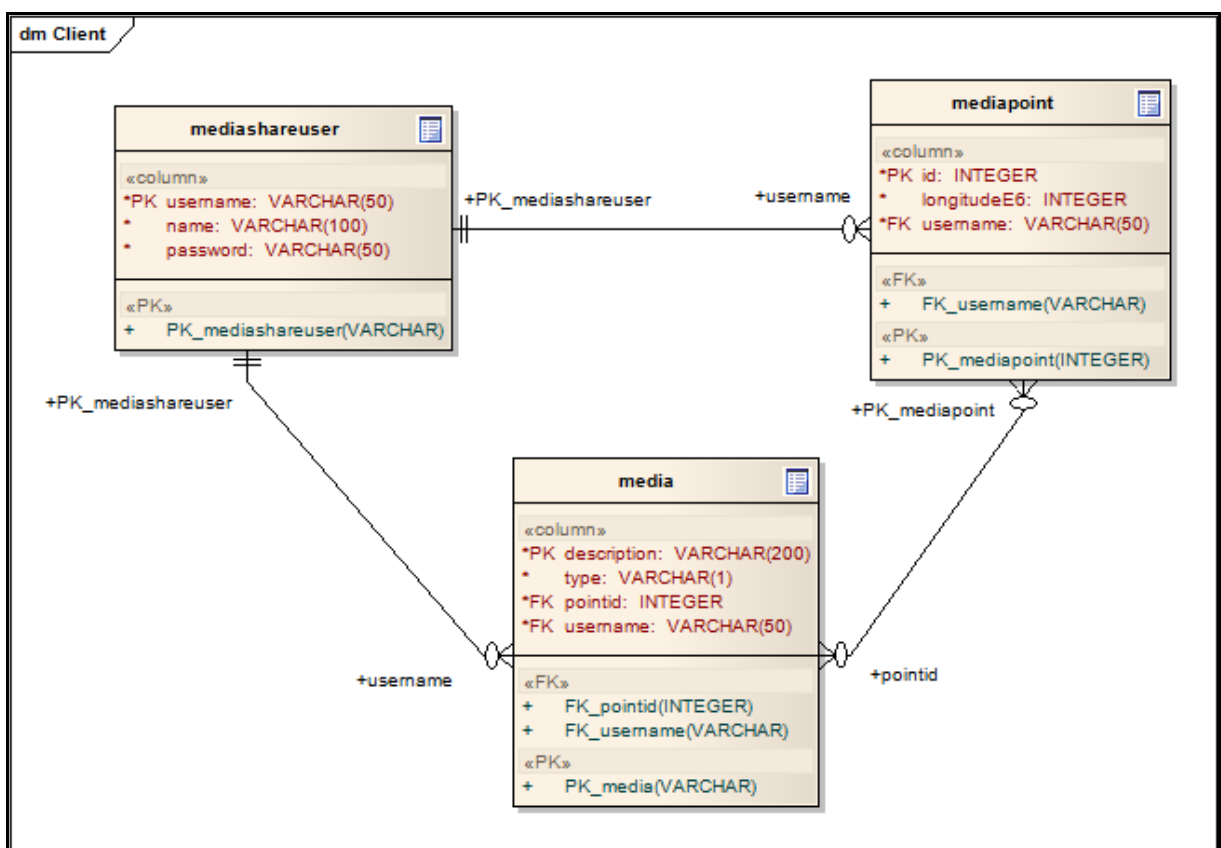 dm Client
mediashareuser
«column»
*PK username: VARCHAR(50)
* name: VARCHAR(100)
* password: VARCHAR(50)
«PK»
+ PK_mediashareuser(VARCHAR)
+PK_mediashareuser
+username
mediapoint
«column»
*PK id: INTEGER
* longitudeE6: INTEGER
*FK username: VARCHAR(50)
«FK»
+ FK_username(VARCHAR)
«PK»
+ PK_mediapoint(INTEGER)
+PK_mediashareuser
+PK_mediapoint
media
«column»
*PK description: VARCHAR(200)
* type: VARCHAR(1)
*FK pointid: INTEGER
*FK username: VARCHAR(50)
«FK»
+ FK_pointid(INTEGER)
+ FK_username(VARCHAR)
«PK»
+ PK_media(VARCHAR)
+username
+pointid